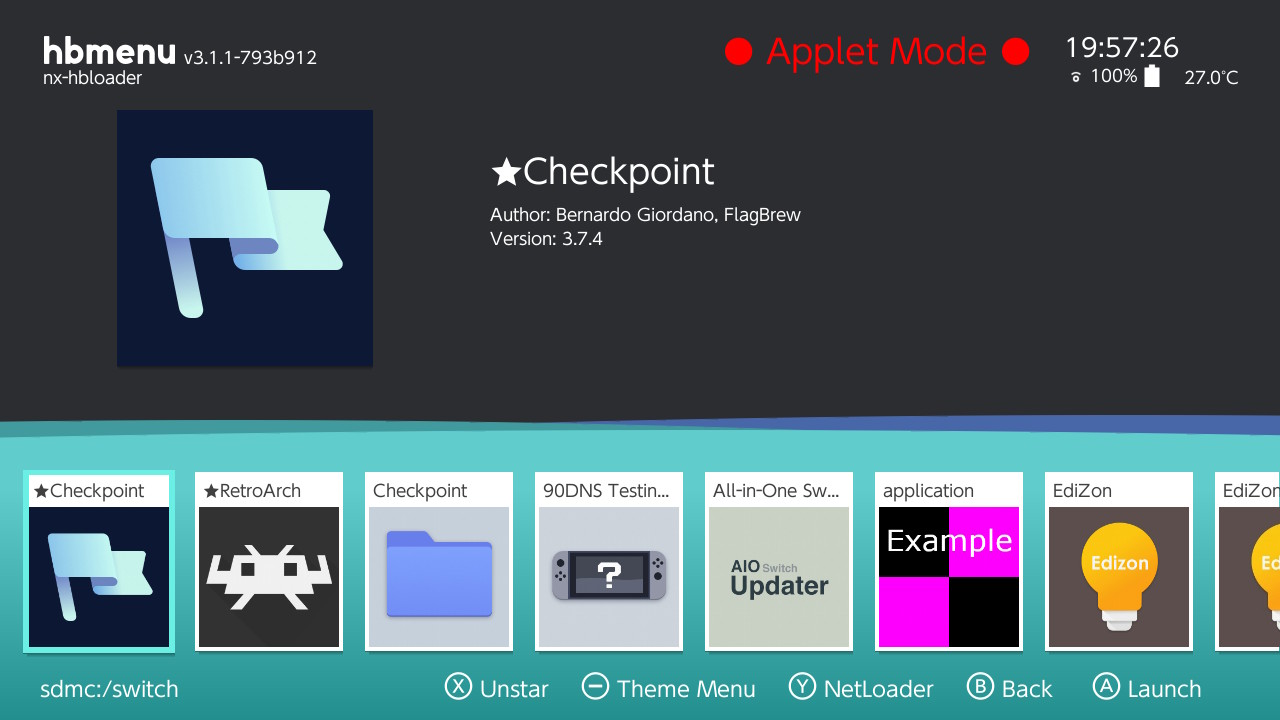 hbmenu v3.1.1-793b912
nx-hbloader
Applet Mode
19:57:26
100% 27.0°C
★Checkpoint
Author: Bernardo Giordano, FlagBrew
Version: 3.7.4
★Checkpoint
★RetroArch
Checkpoint
90DNS Testin...
All-in-One Sw...
application
EdiZon
EdiZon
?
AIO Switch
Updater
Example
Edizon
Ed
sdmc:/switch
X Unstar
Theme Menu
Y NetLoader
B Back
A Launch